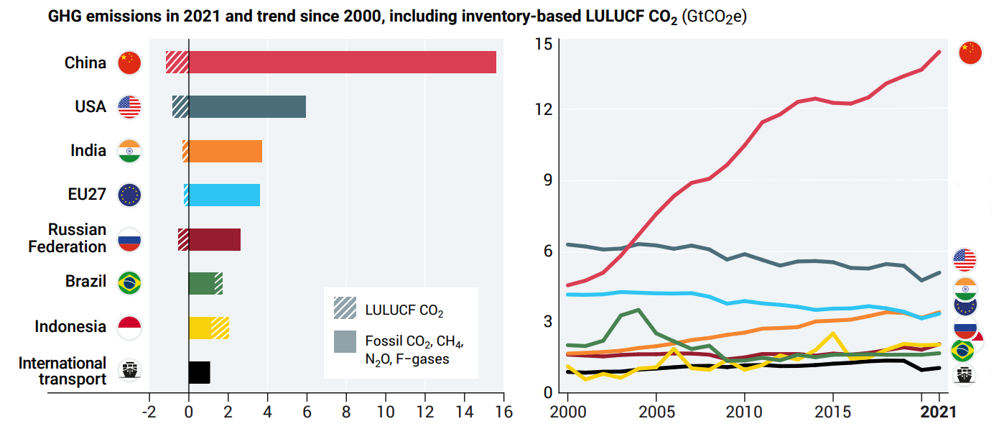 GHG emissions in 2021 and trend since 2000, including inventory-based LULUCF CO₂ (GtCO₂e)
China
USA
India
EU27
Russian
Federation
Brazil
Indonesia
International
transport
LULUCF CO₂
Fossil CO₂, CH₄,
N₂O, F-gases
-2 0 2 4 6 8 10 12 14 16
15
12
9
6
3
0
2000 2005 2010 2015 2021